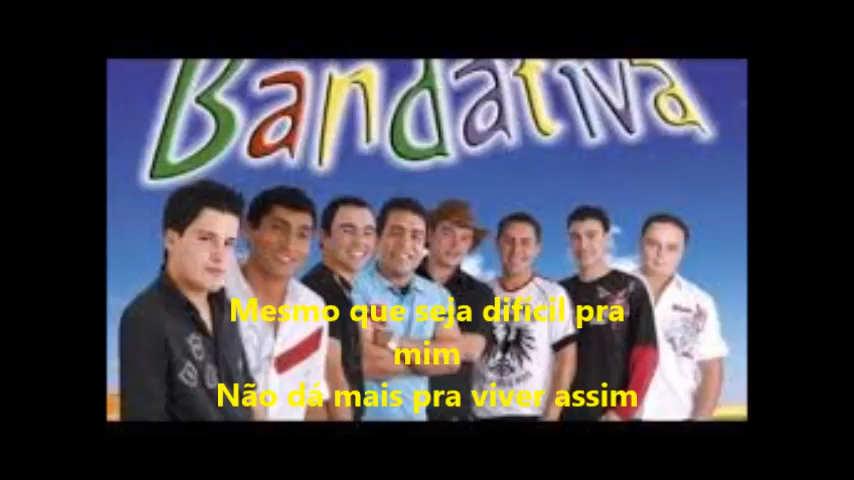 Bandativa
Mesmo que seja difícil pra
mim
Não dá mais pra viver assim